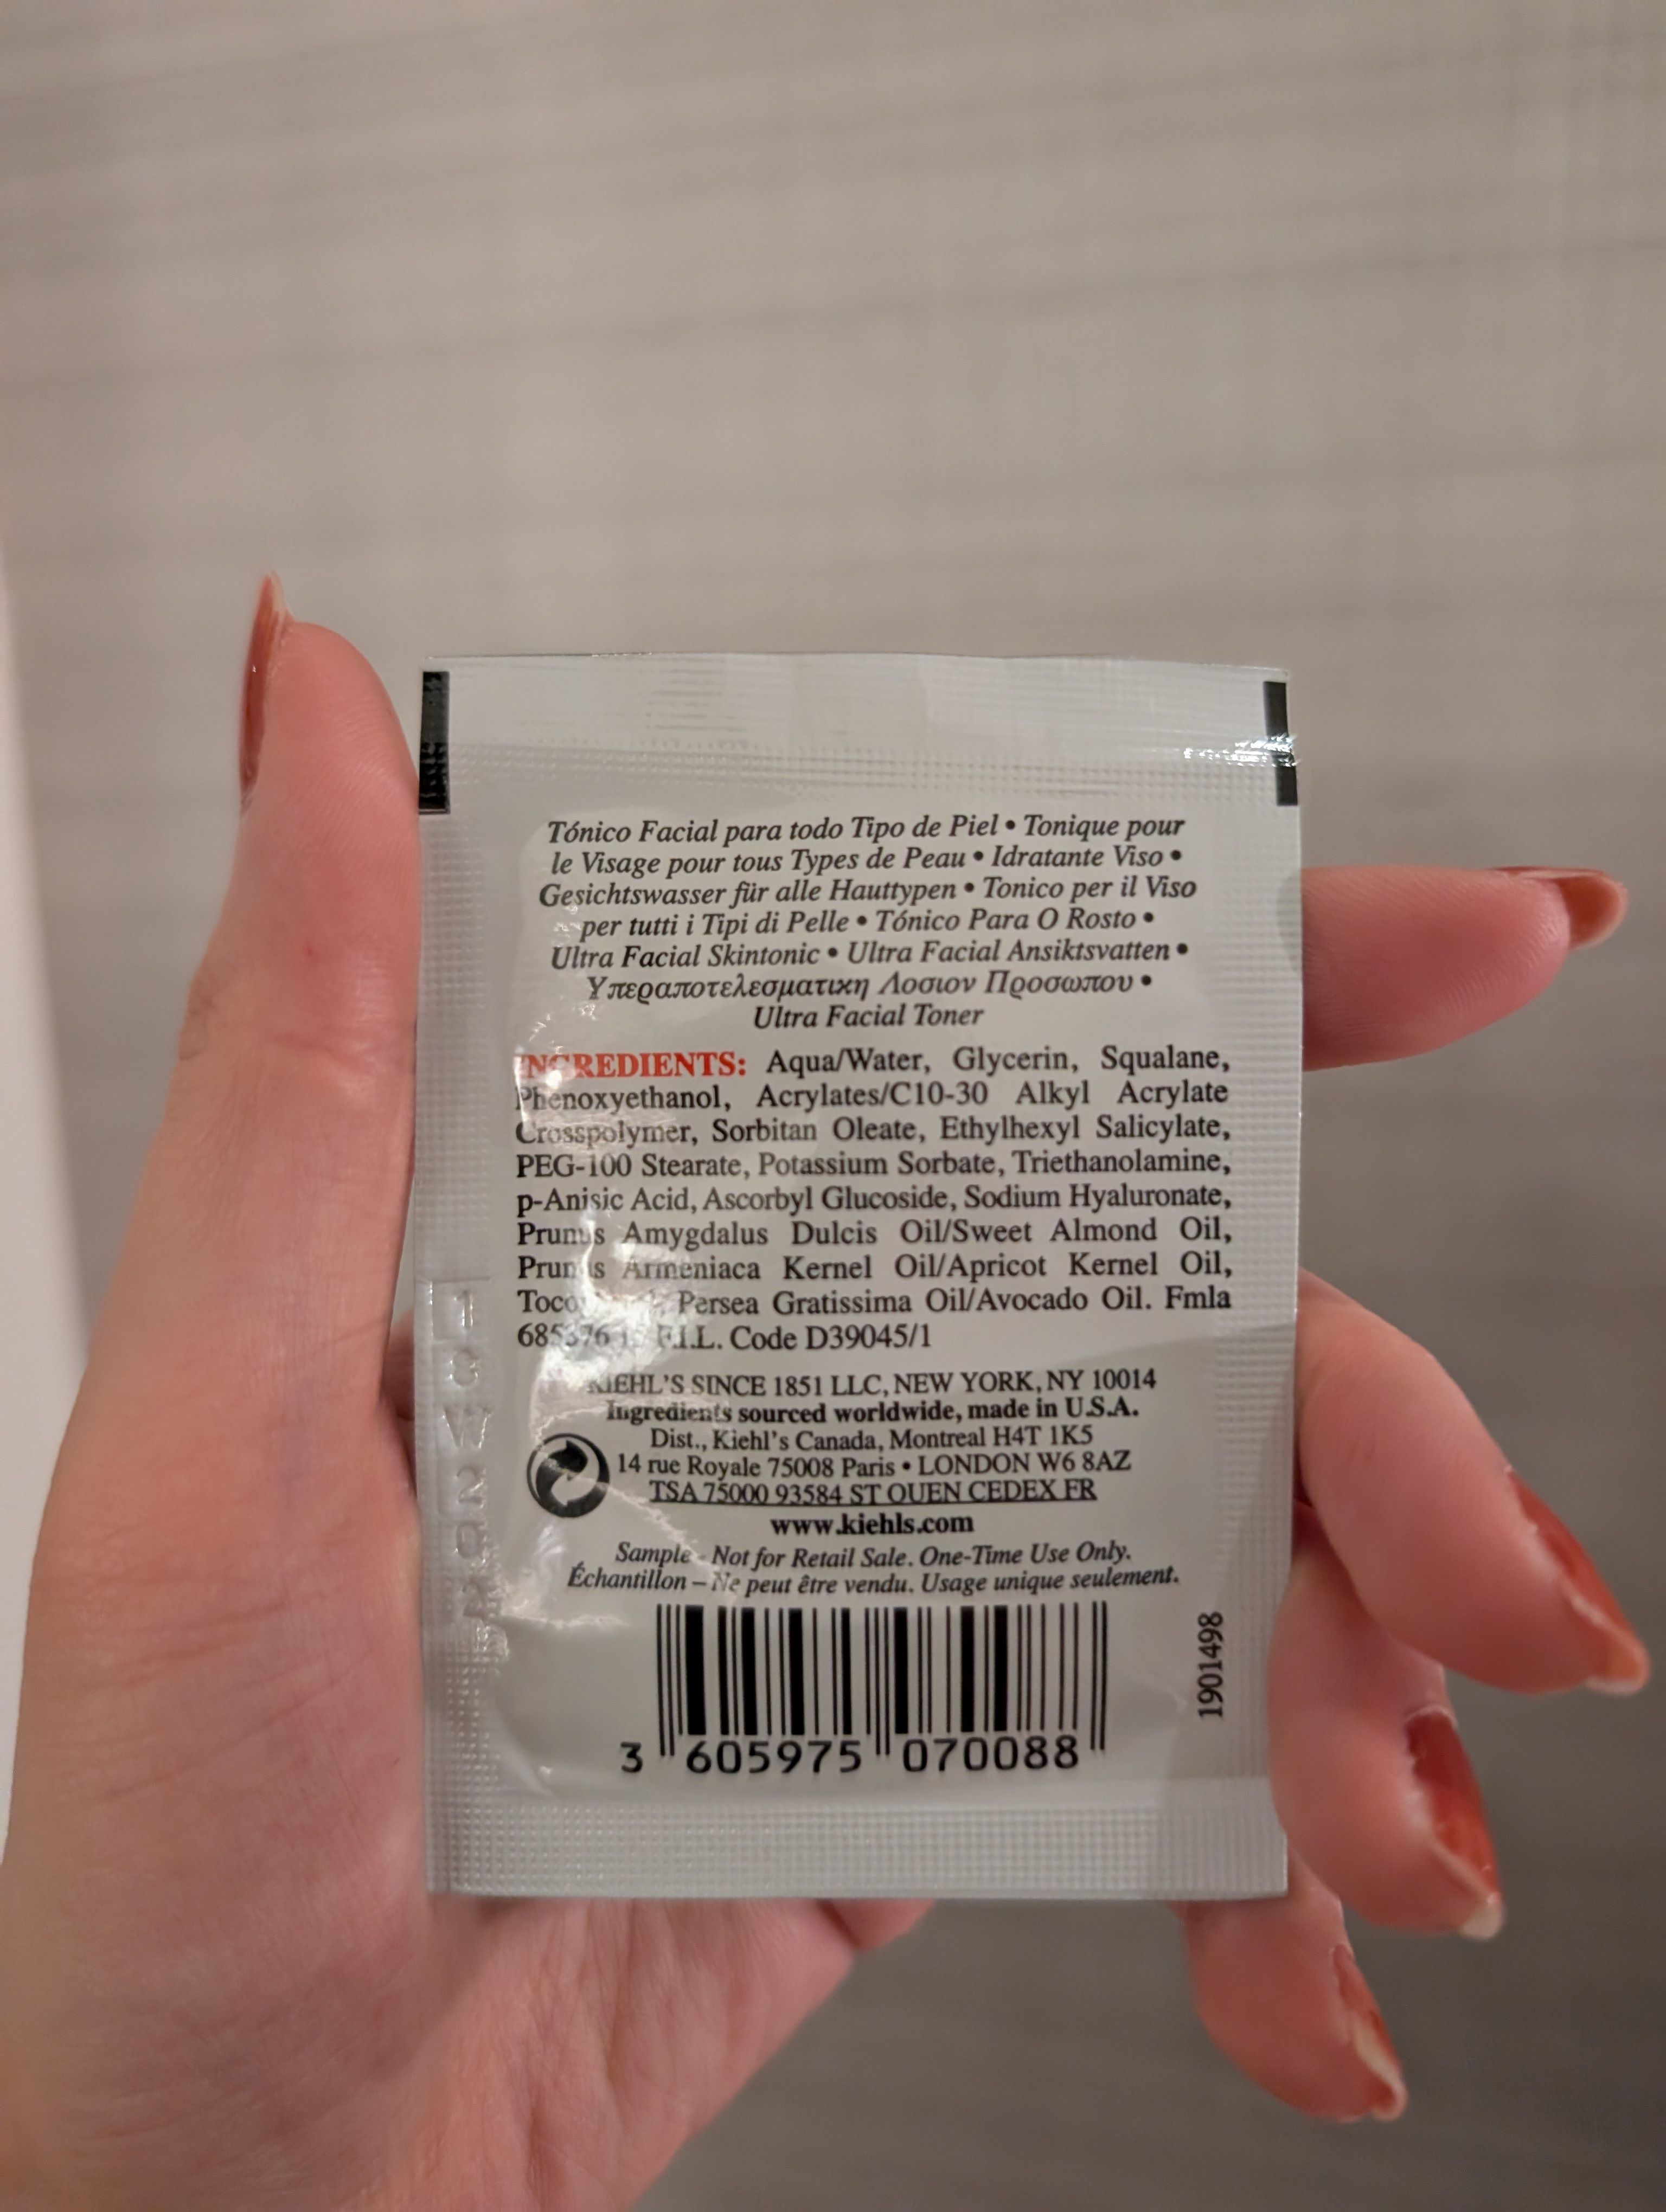 Tónico Facial para todo Tipo de Piel • Tonique pour
le Visage pour tous Types de Peau • Idratante Viso •
Gesichtswasser für alle Hauttypen • Tonico per il Viso
per tutti i Tipi di Pelle • Tónico Para O Rosto •
Ultra Facial Skintonic • Ultra Facial Ansiktsvatten •
Υπεραποτελεσματικη Λοσιον Προσωπου •
Ultra Facial Toner
INGREDIENTS: Aqua/Water, Glycerin, Squalane,
Phenoxyethanol, Acrylates/C10-30 Alkyl Acrylate
Crosspolymer, Sorbitan Oleate, Ethylhexyl Salicylate,
PEG-100 Stearate, Potassium Sorbate, Triethanolamine,
p-Anisic Acid, Ascorbyl Glucoside, Sodium Hyaluronate,
Prunus Amygdalus Dulcis Oil/Sweet Almond Oil,
Prunus Armeniaca Kernel Oil/Apricot Kernel Oil,
Persea Gratissima Oil/Avocado Oil. Fmla
F.I.L. Code D39045/1
KIEHL'S SINCE 1851 LLC, NEW YORK, NY 10014
Ingredients sourced worldwide, made in U.S.A.
Dist., Kiehl's Canada, Montreal H4T 1K5
14 rue Royale 75008 Paris • LONDON W6 8AZ
TSA 75000 93584 ST OUEN CEDEX FR
www.kiehls.com
Sample - Not for Retail Sale. One-Time Use Only.
Échantillon – Ne peut être vendu. Usage unique seulement.
1901498
3 605975 070088